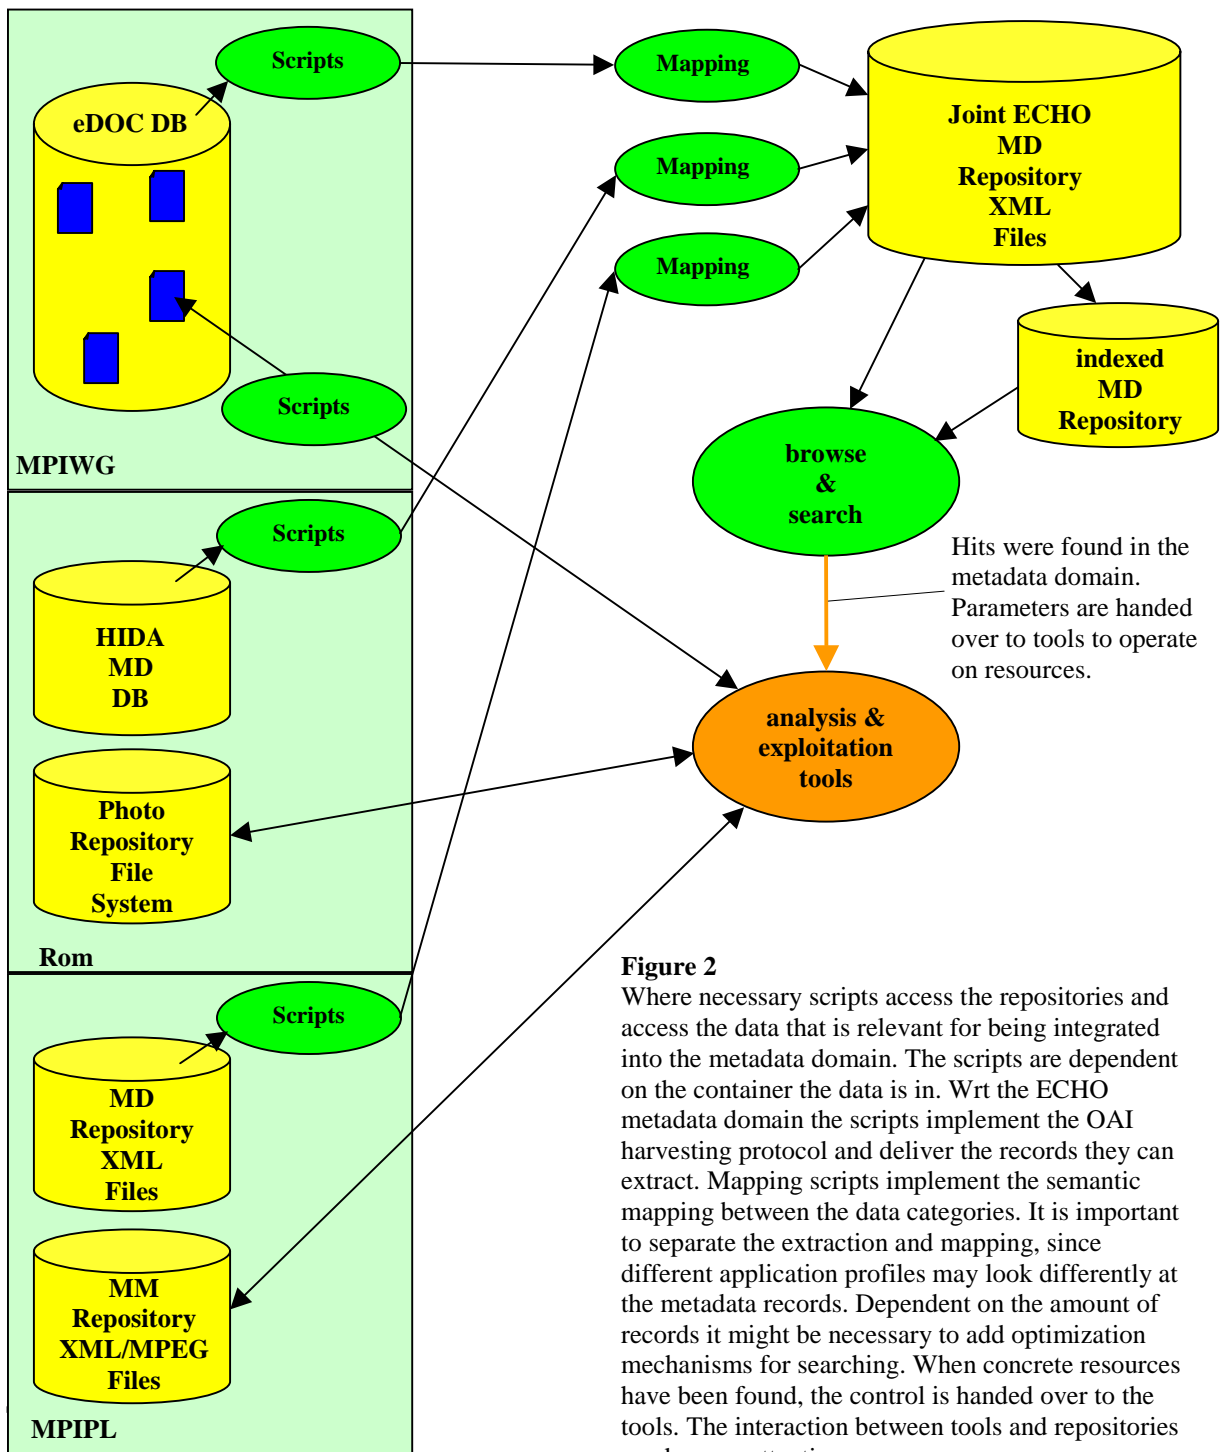 Scripts
eDOC DB
Scripts
MPIWG
Scripts
HIDA
MD
DB
Photo
Repository
File
System
Rom
Scripts
MD
Repository
XML
Files
MM
Repository
XML/MPEG
Files
MPIPL
Mapping
Mapping
Mapping
Joint ECHO
MD
Repository
XML
Files
indexed
MD
Repository
browse
&
search
Hits were found in the
metadata domain.
Parameters are handed
over to tools to operate
on resources.
analysis &
exploitation
tools
Figure 2
Where necessary scripts access the repositories and
access the data that is relevant for being integrated
into the metadata domain. The scripts are dependent
on the container the data is in. Wrt the ECHO
metadata domain the scripts implement the OAI
harvesting protocol and deliver the records they can
extract. Mapping scripts implement the semantic
mapping between the data categories. It is important
to separate the extraction and mapping, since
different application profiles may look differently at
the metadata records. Dependent on the amount of
records it might be necessary to add optimization
mechanisms for searching. When concrete resources
have been found, the control is handed over to the
tools. The interaction between tools and repositories